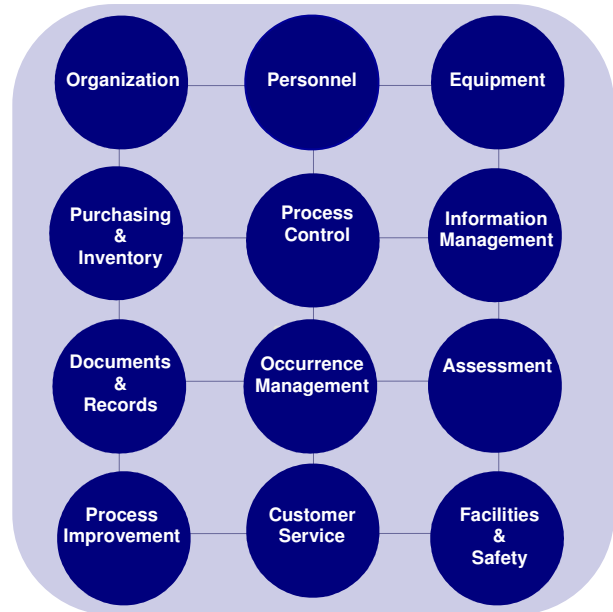 Organization
Personnel
Equipment
Purchasing
&
Inventory
Process
Control
Information
Management
Documents
&
Records
Occurrence
Management
Assessment
Process
Improvement
Customer
Service
Facilities
&
Safety